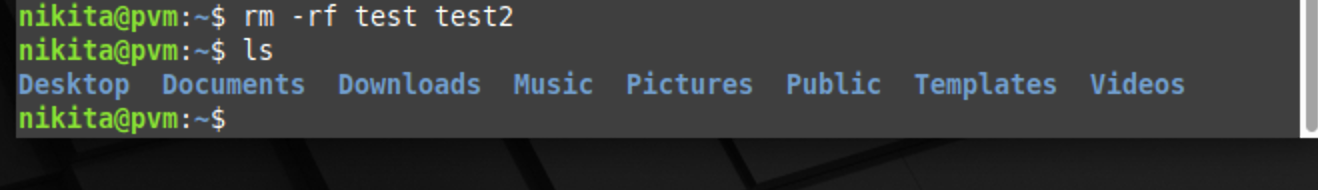 nikita@pvm:~$ rm -rf test test2
nikita@pvm:~$ ls
Desktop  Documents  Downloads  Music  Pictures  Public  Templates  Videos
nikita@pvm:~$